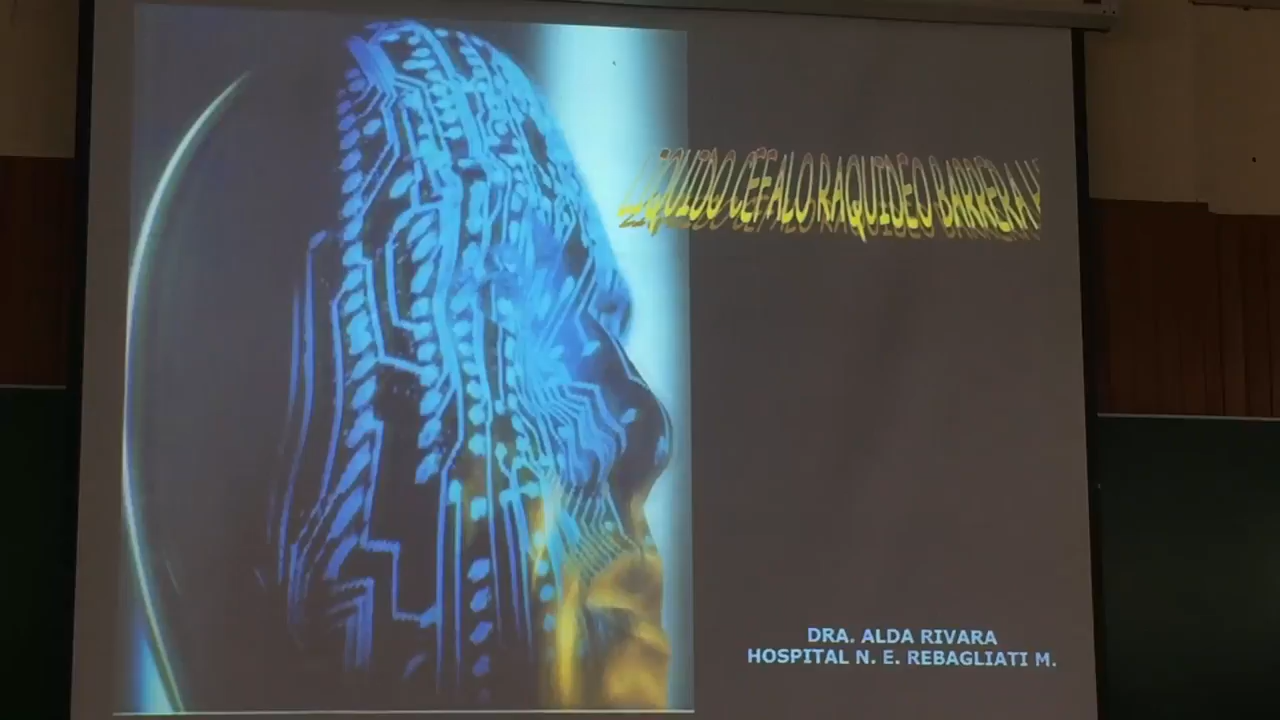 LIQUIDO CEFALO RAQUIDEO BARRERA Y
DRA. ALDA RIVARA
HOSPITAL N. E. REBAGLIATI M.